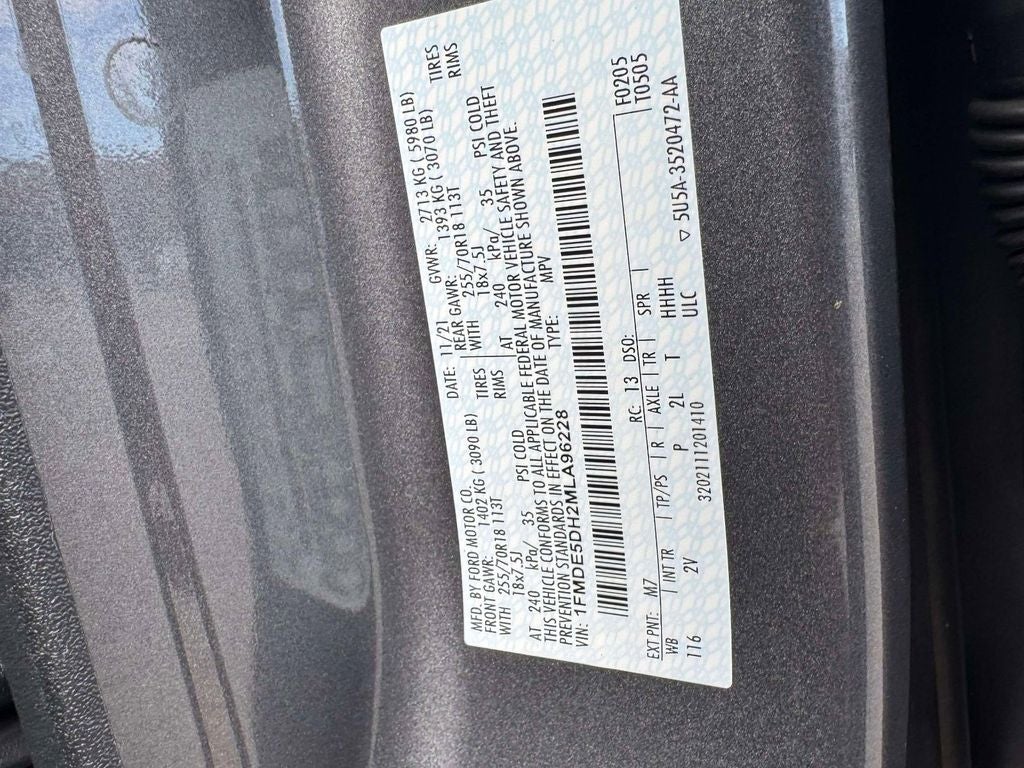 MFD. BY FORD MOTOR CO. DATE: 11/21 GVWR: 2713 KG ( 5980 LB)
FRONT GAWR: 1402 KG ( 3090 LB) REAR GAWR: 1393 KG ( 3070 LB)
WITH 255/70R18 113T TIRES WITH 255/70R18 113T TIRES
18x7.5J RIMS 18x7.5J RIMS
AT 240 kPa/ 35 PSI COLD AT 240 kPa/ 35 PSI COLD
THIS VEHICLE CONFORMS TO ALL APPLICABLE FEDERAL MOTOR VEHICLE SAFETY AND THEFT
PREVENTION STANDARDS IN EFFECT ON THE DATE OF MANUFACTURE SHOWN ABOVE.
VIN: 1FMDE5DH2MLA96228 TYPE: MPV
F0205
EXT PNT: M7 RC: 13 DSO: T0505
WB INT TR TP/PS R AXLE TR SPR
116 2V P 2L T HHHH
ULC
3202111201410 ▽ 5U5A-3520472-AA